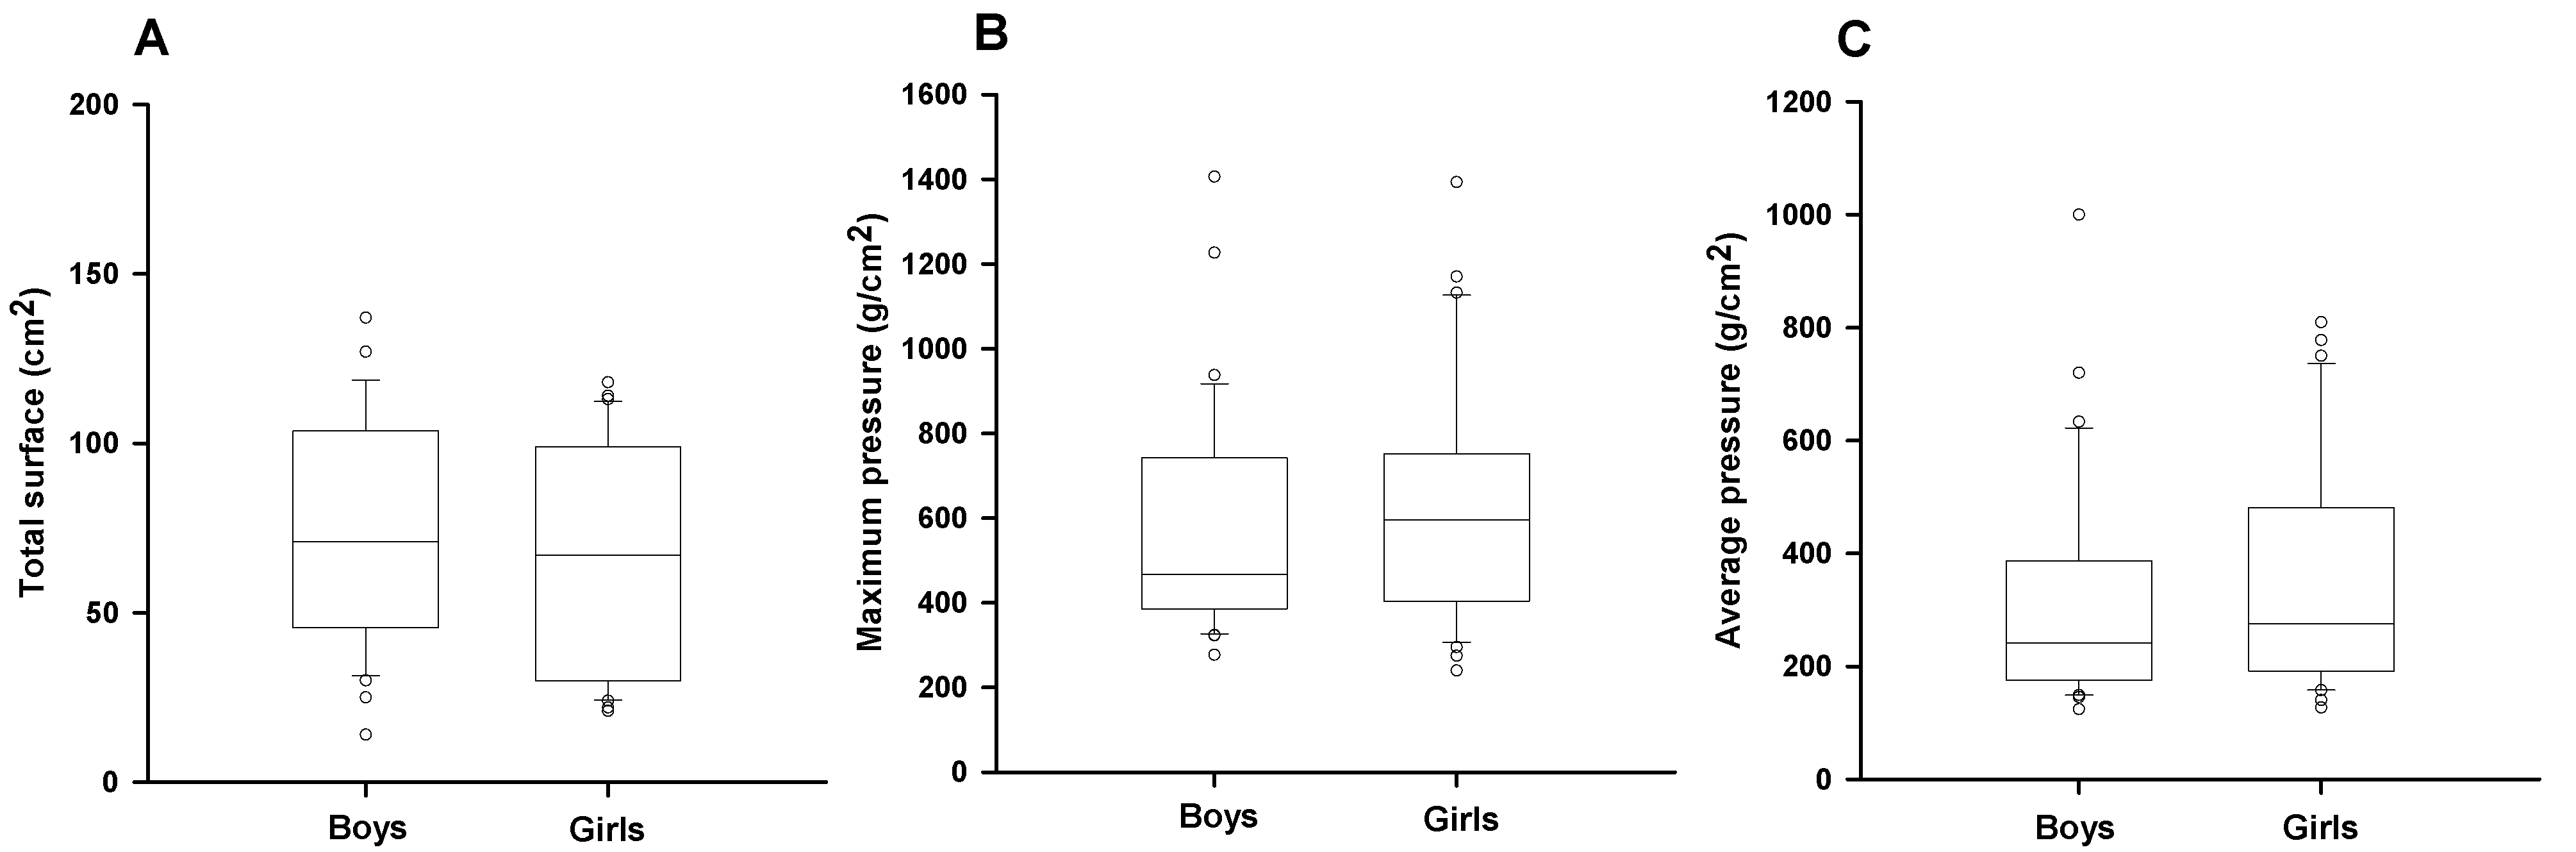 A
Total surface (cm2)
200
150
100
50
0
Boys
Girls
B
Maximum pressure (g/cm2)
1600
1400
1200
1000
800
600
400
200
0
Boys
Girls
C
Average pressure (g/cm2)
1200
1000
800
600
400
200
0
Boys
Girls